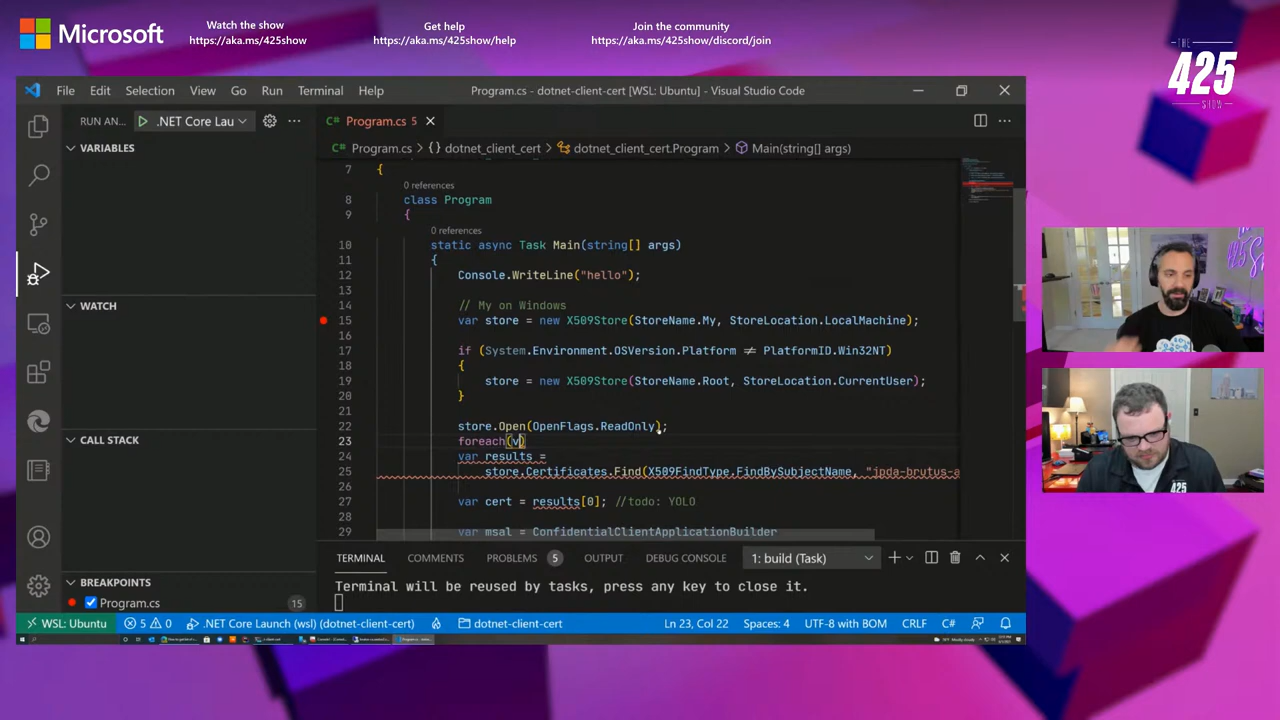 Microsoft
Watch the show
https://aka.ms/425show
Get help
https://aka.ms/425show/help
Join the community
https://aka.ms/425show/discord/join
THE
425
SHOW
File Edit Selection View Go Run Terminal Help
Program.cs - dotnet-client-cert [WSL: Ubuntu] - Visual Studio Code
RUN AN... .NET Core Lau
Program.cs 5
Program.cs > {} dotnet_client_cert > dotnet_client_cert.Program > Main(string[] args)
VARIABLES
WATCH
CALL STACK
BREAKPOINTS
Program.cs 15
7 {
0 references
8 class Program
9 {
0 references
10 static async Task Main(string[] args)
11 {
12 Console.WriteLine("hello");
13
14 // My on Windows
15 var store = new X509Store(StoreName.My, StoreLocation.LocalMachine);
16
17 if (System.Environment.OSVersion.Platform ≠ PlatformID.Win32NT)
18 {
19 store = new X509Store(StoreName.Root, StoreLocation.CurrentUser);
20 }
21
22 store.Open(OpenFlags.ReadOnly);
23 foreach(v)
24 var results =
25 store.Certificates.Find(X509FindType.FindBySubjectName, "jpda-brutus-a
26
27 var cert = results[0]; //todo: YOLO
28
29 var msal = ConfidentialClientApplicationBuilder
TERMINAL COMMENTS PROBLEMS 5 OUTPUT DEBUG CONSOLE 1: build (Task)
Terminal will be reused by tasks, press any key to close it.
WSL: Ubuntu 5 0 .NET Core Launch (wsl) (dotnet-client-cert) dotnet-client-cert Ln 23, Col 22 Spaces: 4 UTF-8 with BOM CRLF C#
425